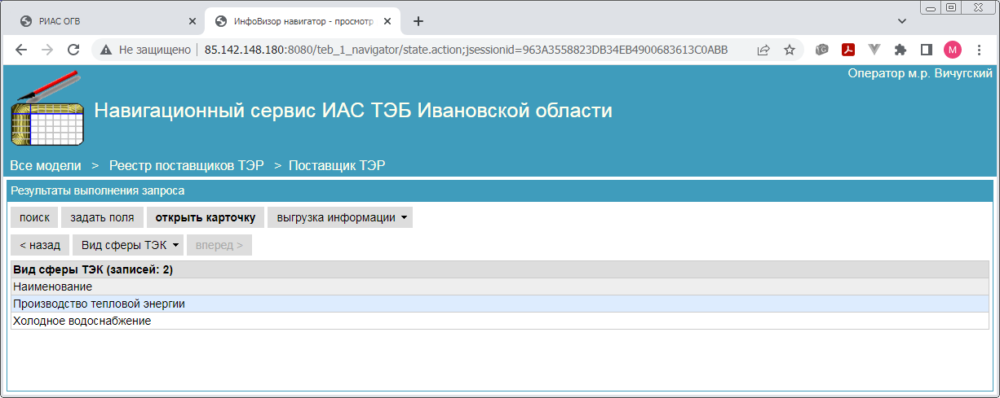 РИАС ОГВ
ИнфоВизор навигатор - просмотр
Не защищено | 85.142.148.180:8080/teb_1_navigator/state.action;jsessionid=963A3558823DB34EB4900683613C0ABB
M
Оператор м.р. Вичугский
Навигационный сервис ИАС ТЭБ Ивановской области
Все модели > Реестр поставщиков ТЭР > Поставщик ТЭР
Результаты выполнения запроса
поиск задать поля открыть карточку выгрузка информации
< назад Вид сферы ТЭК вперед >
Вид сферы ТЭК (записей: 2)
Наименование
Производство тепловой энергии
Холодное водоснабжение